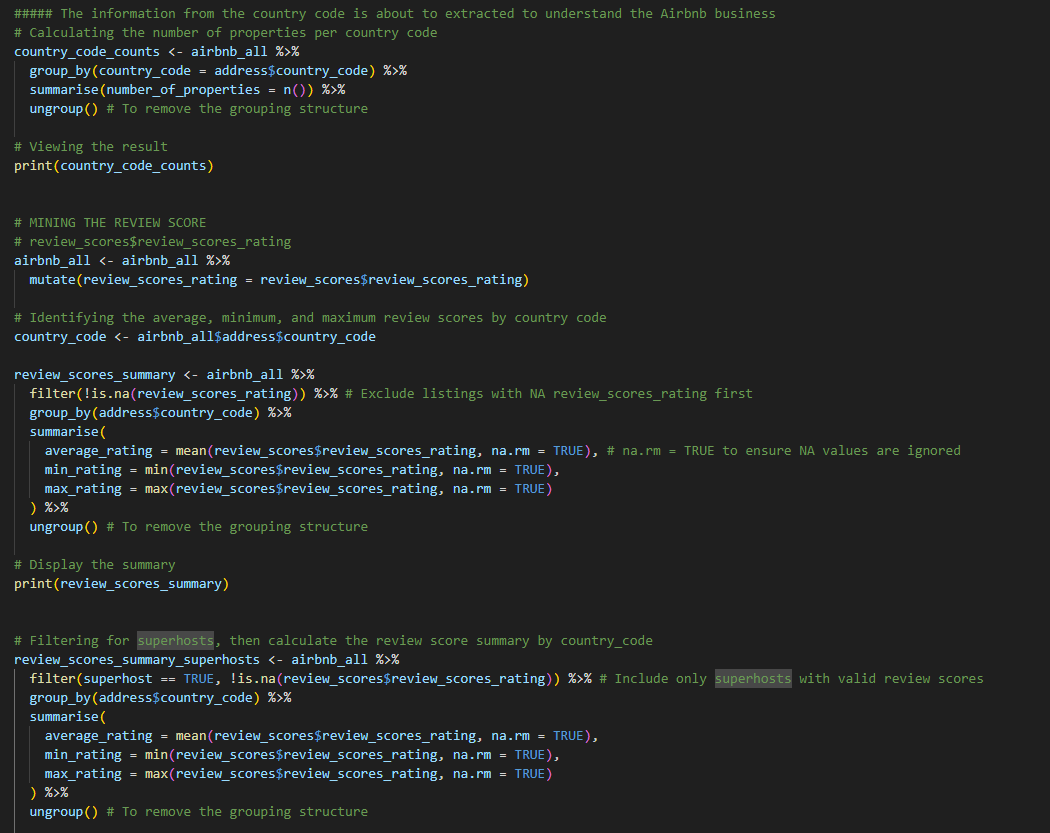 ##### The information from the country code is about to extracted to understand the Airbnb business
# Calculating the number of properties per country code
country_code_counts <- airbnb_all %>%
  group_by(country_code = address$country_code) %>%
  summarise(number_of_properties = n()) %>%
  ungroup() # To remove the grouping structure

# Viewing the result
print(country_code_counts)


# MINING THE REVIEW SCORE
# review_scores$review_scores_rating
airbnb_all <- airbnb_all %>%
  mutate(review_scores_rating = review_scores$review_scores_rating)

# Identifying the average, minimum, and maximum review scores by country code
country_code <- airbnb_all$address$country_code

review_scores_summary <- airbnb_all %>%
  filter(!is.na(review_scores_rating)) %>% # Exclude listings with NA review_scores_rating first
  group_by(address$country_code) %>%
  summarise(
    average_rating = mean(review_scores$review_scores_rating, na.rm = TRUE), # na.rm = TRUE to ensure NA values are ignored
    min_rating = min(review_scores$review_scores_rating, na.rm = TRUE),
    max_rating = max(review_scores$review_scores_rating, na.rm = TRUE)
  ) %>%
  ungroup() # To remove the grouping structure

# Display the summary
print(review_scores_summary)


# Filtering for superhosts, then calculate the review score summary by country_code
review_scores_summary_superhosts <- airbnb_all %>%
  filter(superhost == TRUE, !is.na(review_scores$review_scores_rating)) %>% # Include only superhosts with valid review scores
  group_by(address$country_code) %>%
  summarise(
    average_rating = mean(review_scores$review_scores_rating, na.rm = TRUE),
    min_rating = min(review_scores$review_scores_rating, na.rm = TRUE),
    max_rating = max(review_scores$review_scores_rating, na.rm = TRUE)
  ) %>%
  ungroup() # To remove the grouping structure